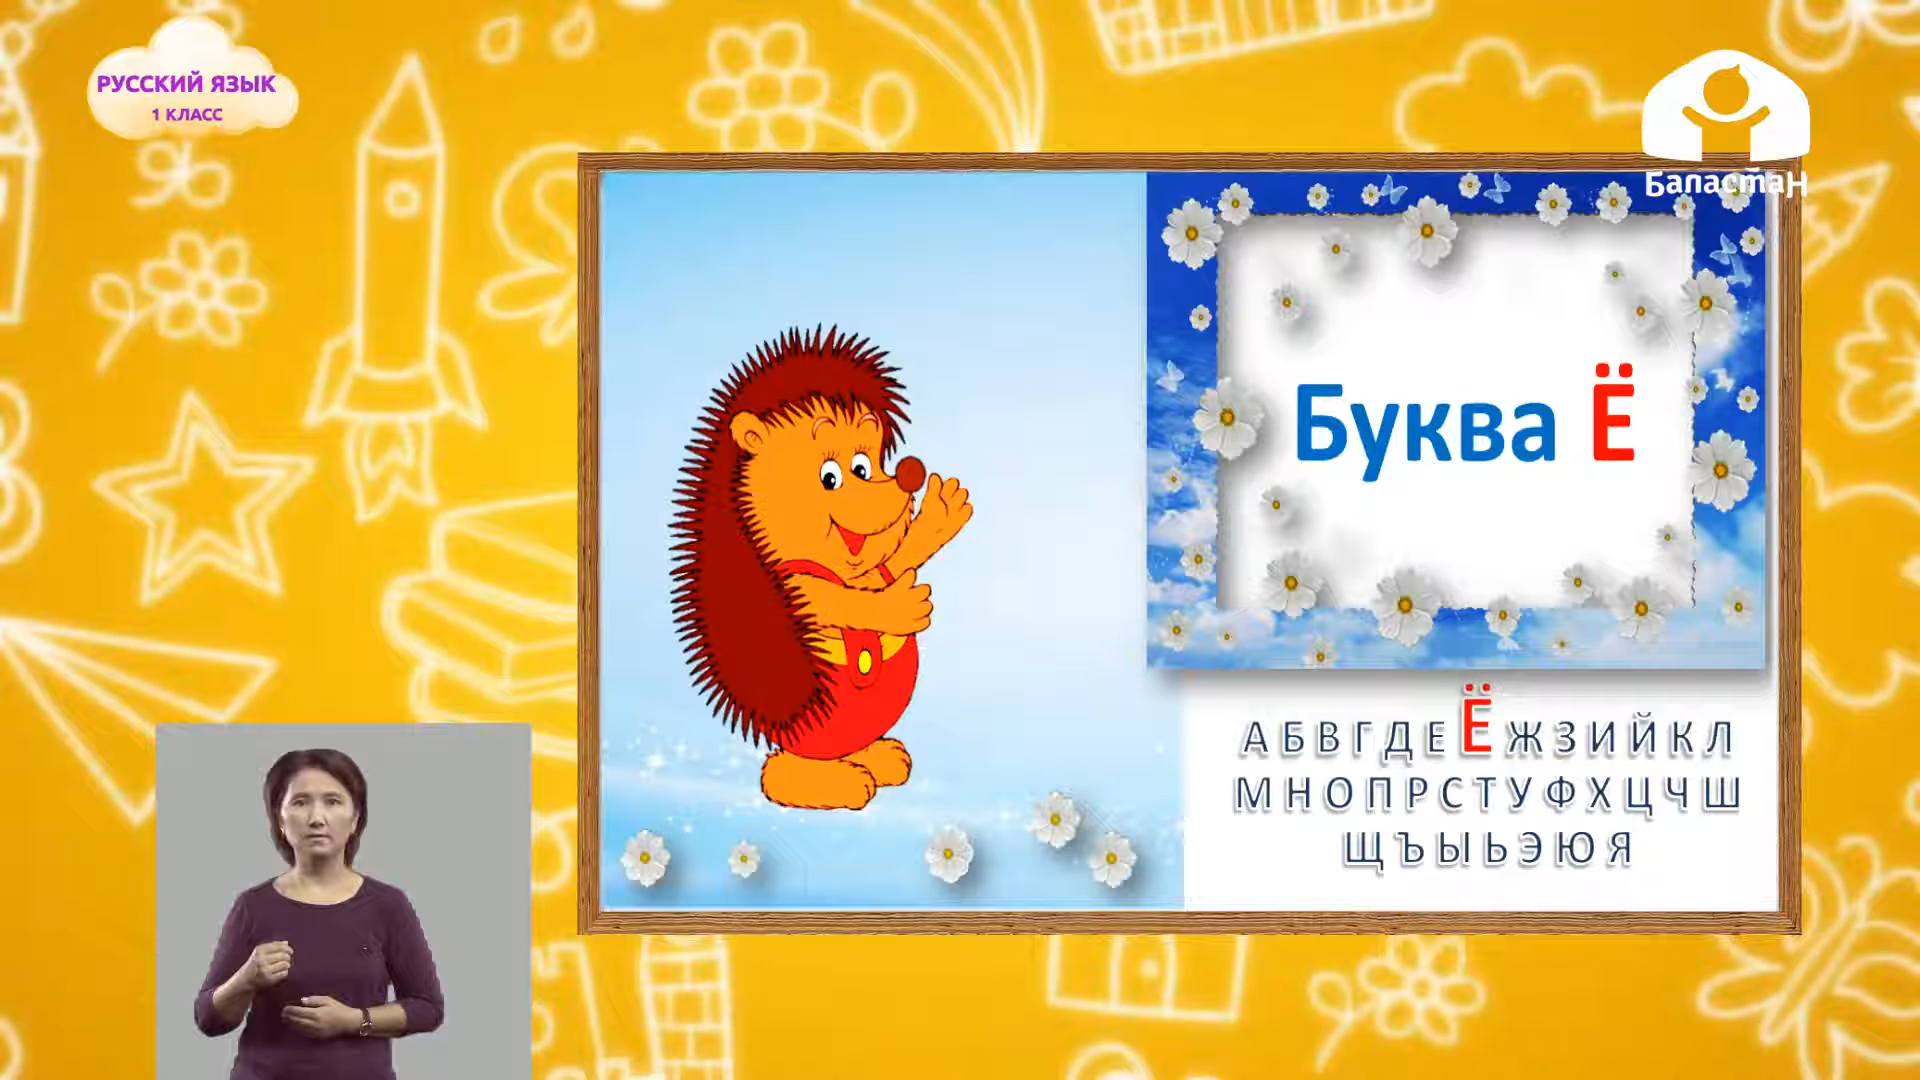 РУССКИЙ ЯЗЫК
1 КЛАСС
Баластан
Буква Ё
А Б В Г Д Е Ё Ж З И Й К Л
М Н О П Р С Т У Ф Х Ц Ч Ш
Щ Ъ Ы Ь Э Ю Я